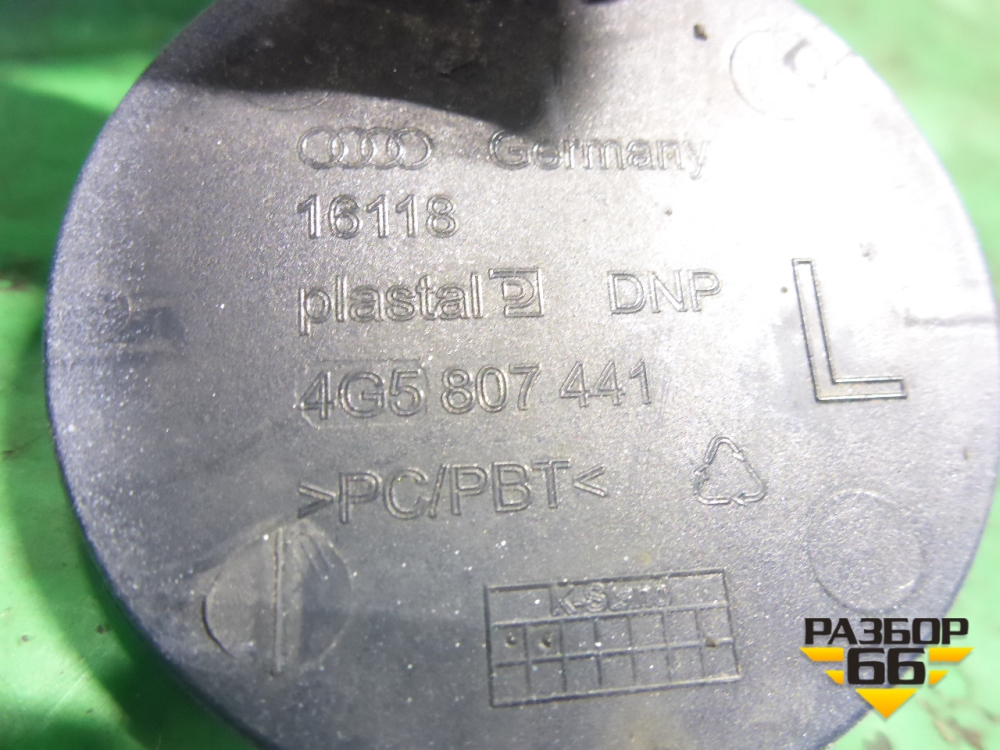 Germany
16118
plastal DNP
L
4G5 807 441
>PC/PBT<
РАЗБОР
66